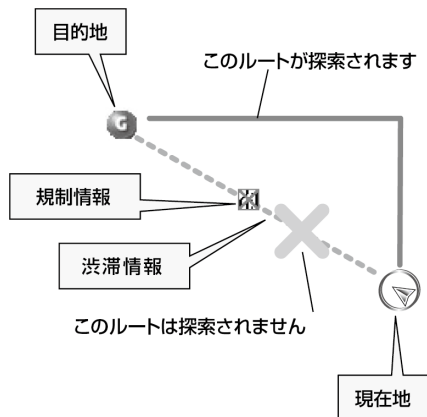 目的地
このルートが探索されます
G
規制情報
渋滞情報
このルートは探索されません
現在地